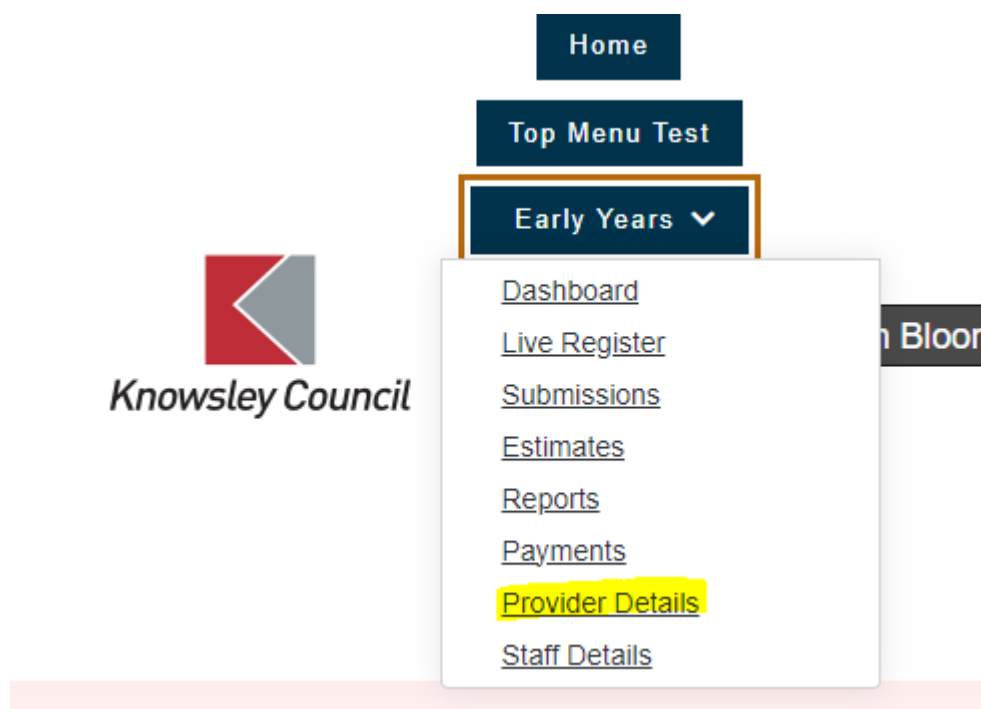 Home
Top Menu Test
Early Years
Knowsley Council
Dashboard
Live Register
Submissions
Estimates
Reports
Payments
Provider Details
Staff Details